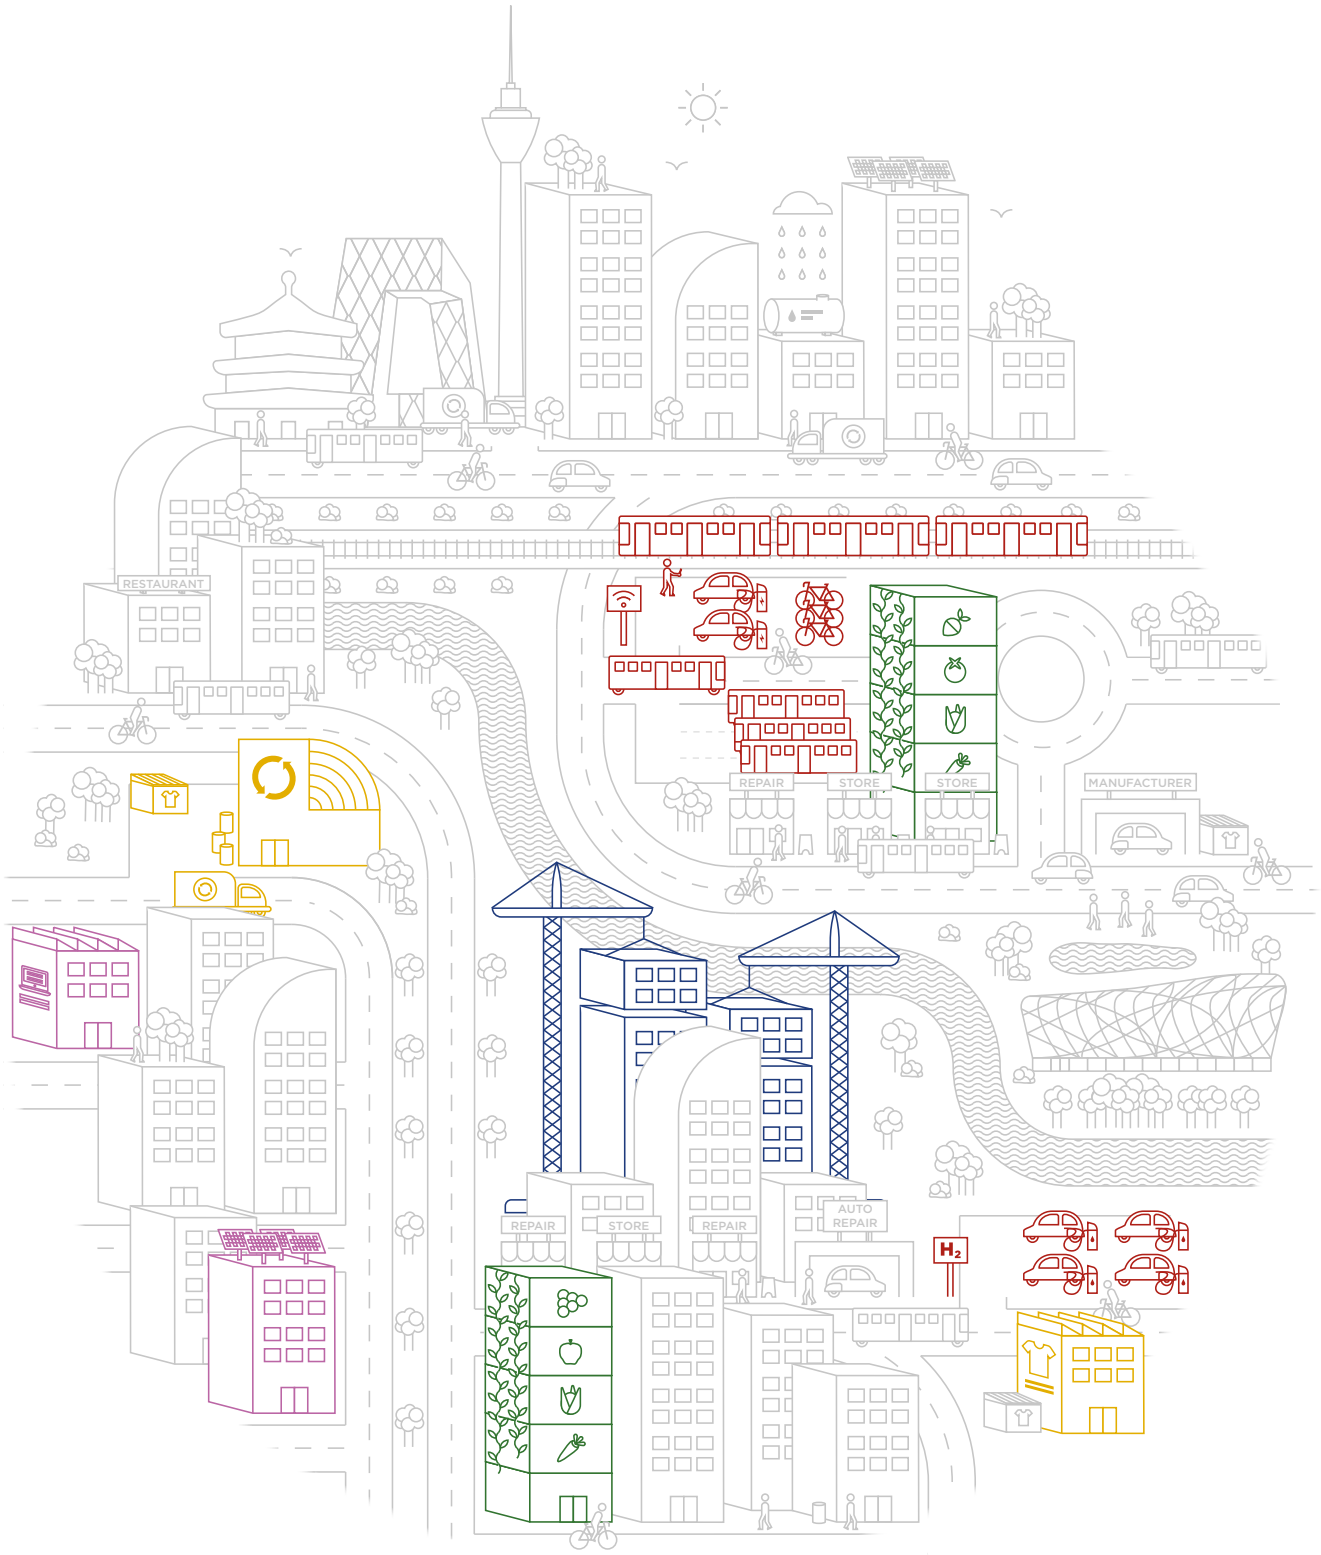 RESTAURANT
REPAIR
STORE
STORE
MANUFACTURER
AUTO
REPAIR
REPAIR
STORE
REPAIR
H2